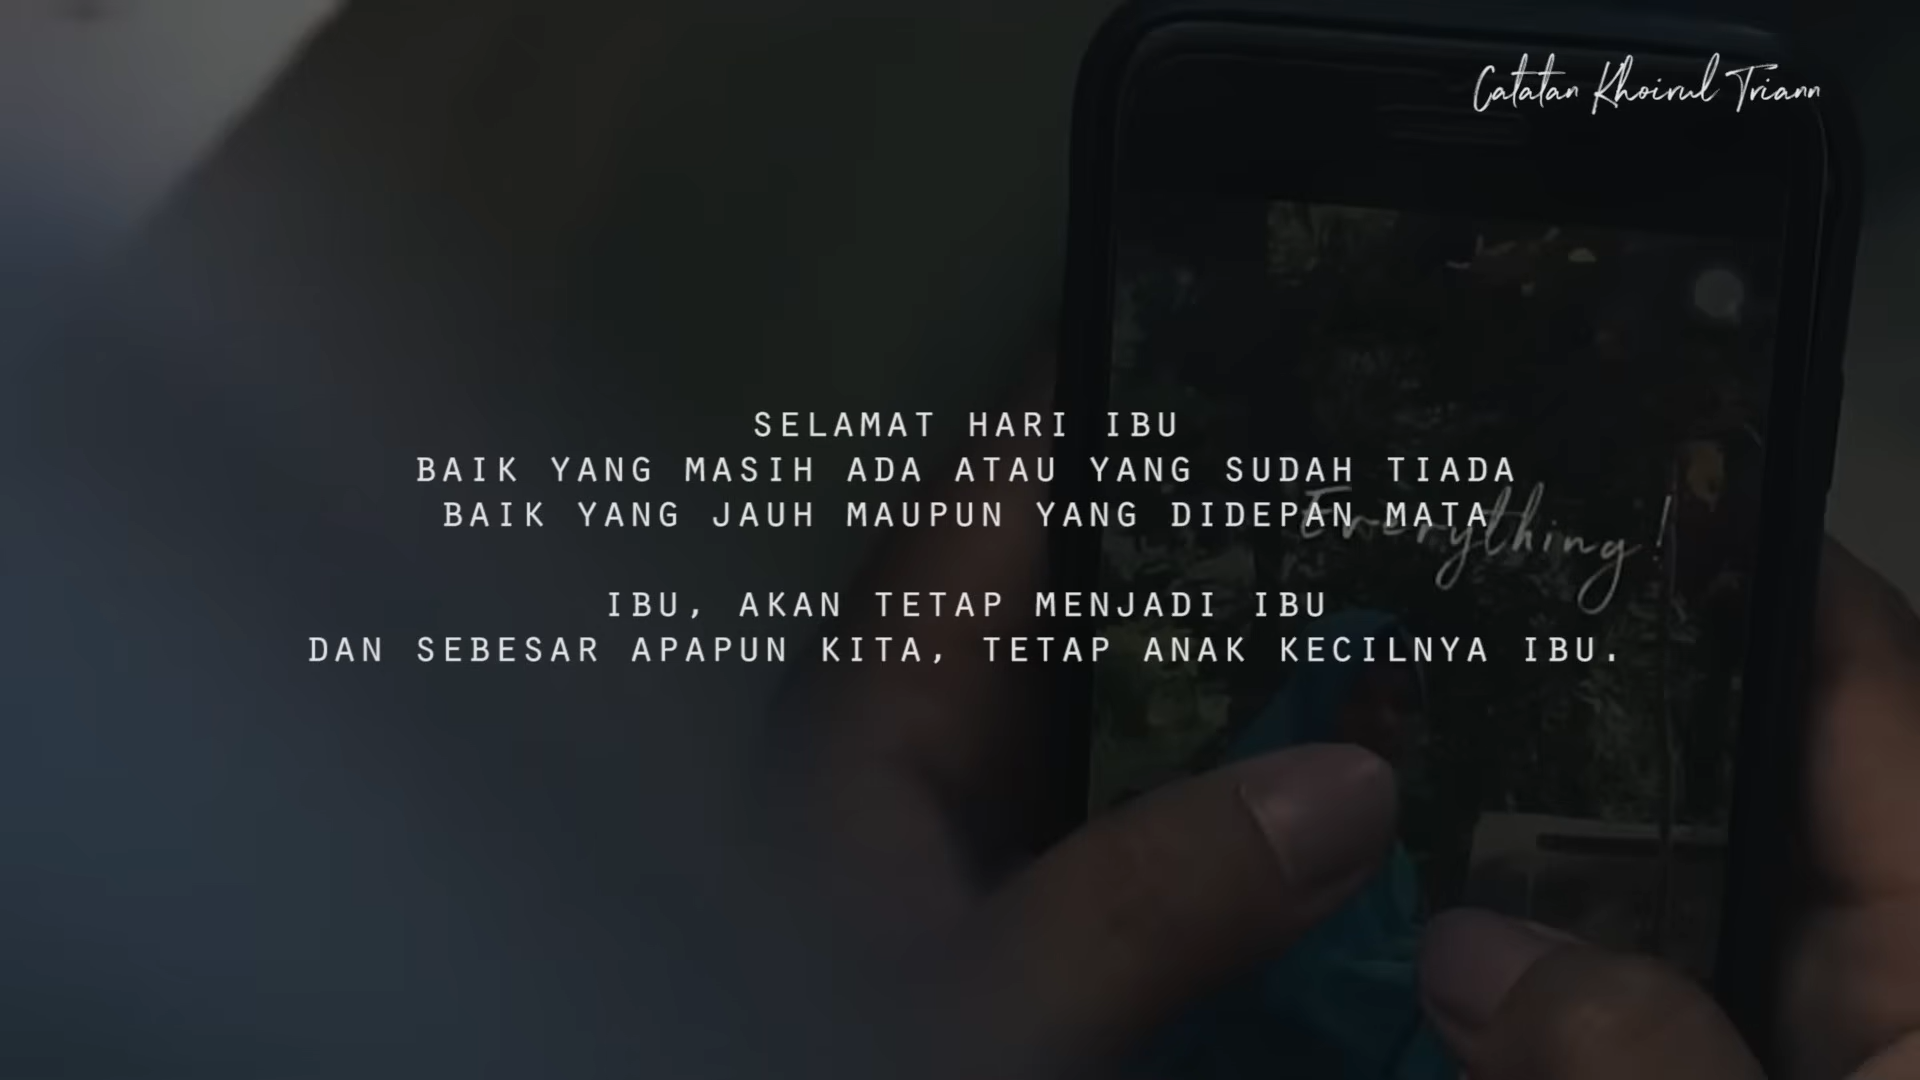 Catatan Khoirul Triann
SELAMAT HARI IBU
BAIK YANG MASIH ADA ATAU YANG SUDAH TIADA
BAIK YANG JAUH MAUPUN YANG DIDEPAN MATA
Everything!
IBU, AKAN TETAP MENJADI IBU
DAN SEBESAR APAPUN KITA, TETAP ANAK KECILNYA IBU.